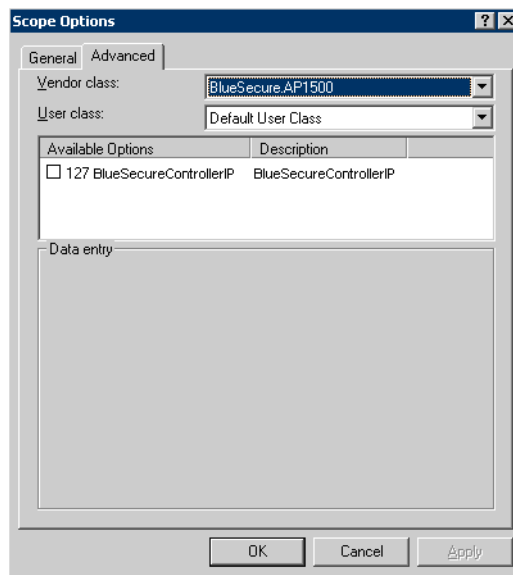 Scope Options
General Advanced
Vendor class: BlueSecure.AP1500
User class: Default User Class
Available Options Description
127 BlueSecureControllerIP BlueSecureControllerIP
Data entry
OK Cancel Apply